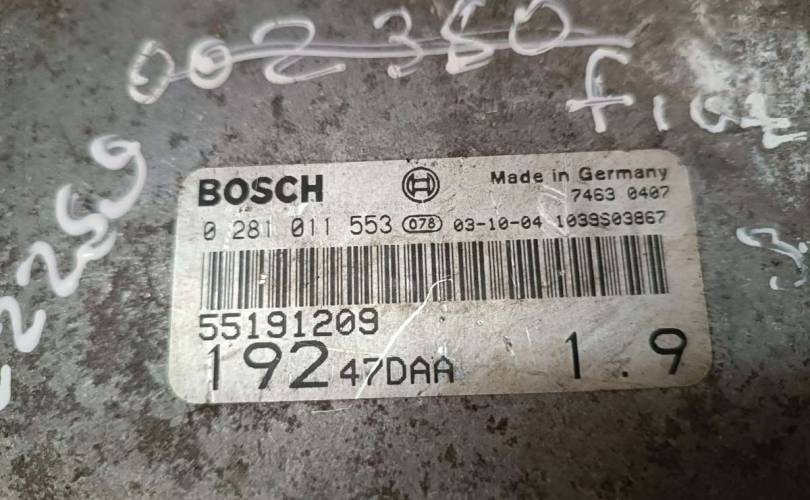 002380
Fiat
2259
BOSCH
Made in Germany
7463 0407
0 281 011 553 078 03-10-04 1039S03867
55191209
192 47DAA 1.9